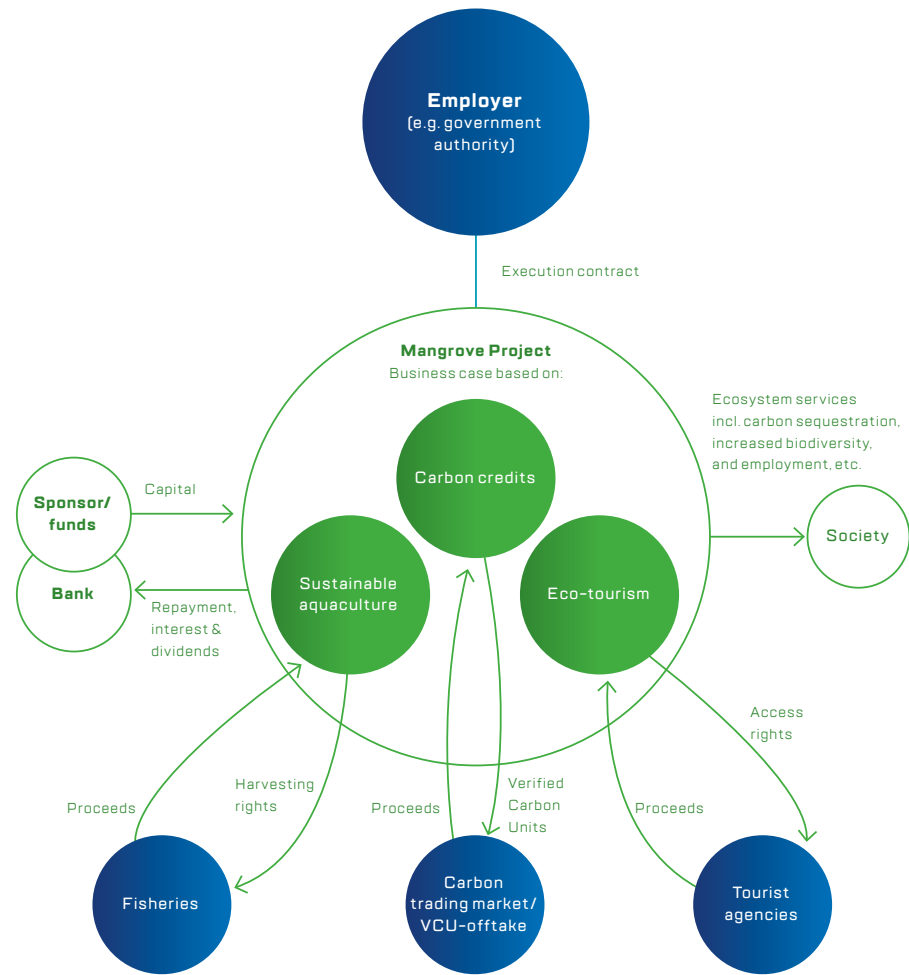 Employer
(e.g. government
authority)
Execution contract
Mangrove Project
Business case based on:
Ecosystem services
incl. carbon sequestration,
increased biodiversity,
and employment, etc.
Carbon credits
Capital
Sponsor/
funds
Society
Sustainable
aquaculture
Eco-tourism
Bank
Repayment,
interest &
dividends
Access
rights
Harvesting
rights
Verified
Carbon
Units
Proceeds
Proceeds
Proceeds
Fisheries
Carbon
trading market/
VCU-offtake
Tourist
agencies